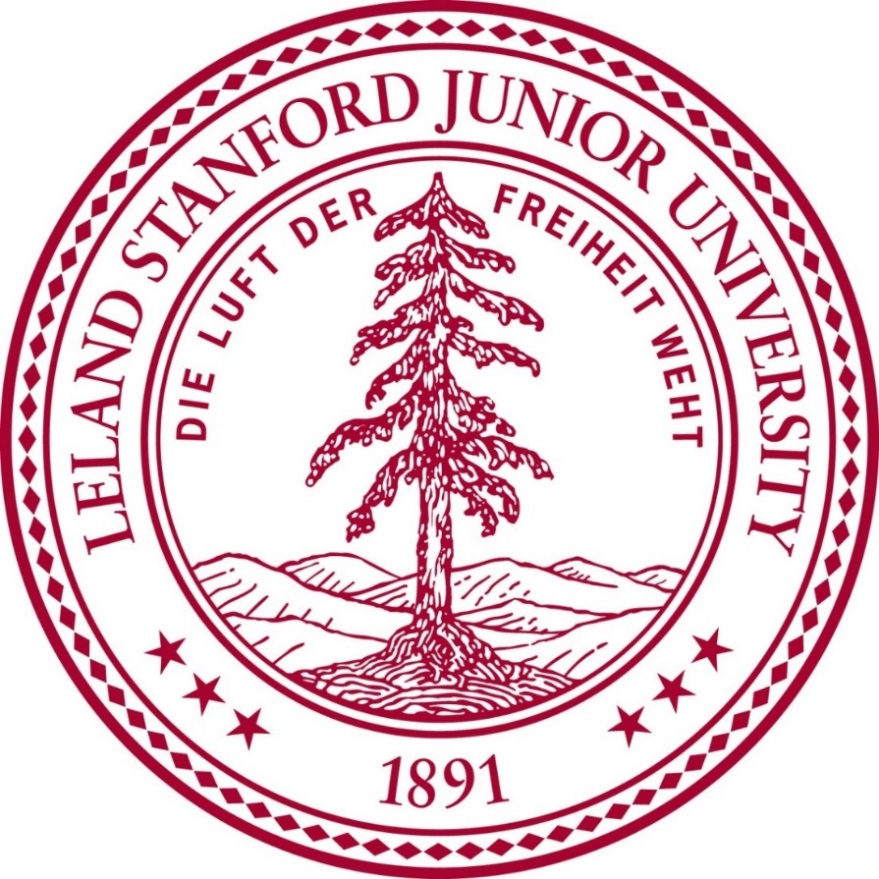 LELAND STANFORD JUNIOR UNIVERSITY
DIE LUFT DER FREIHEIT WEHT
1891